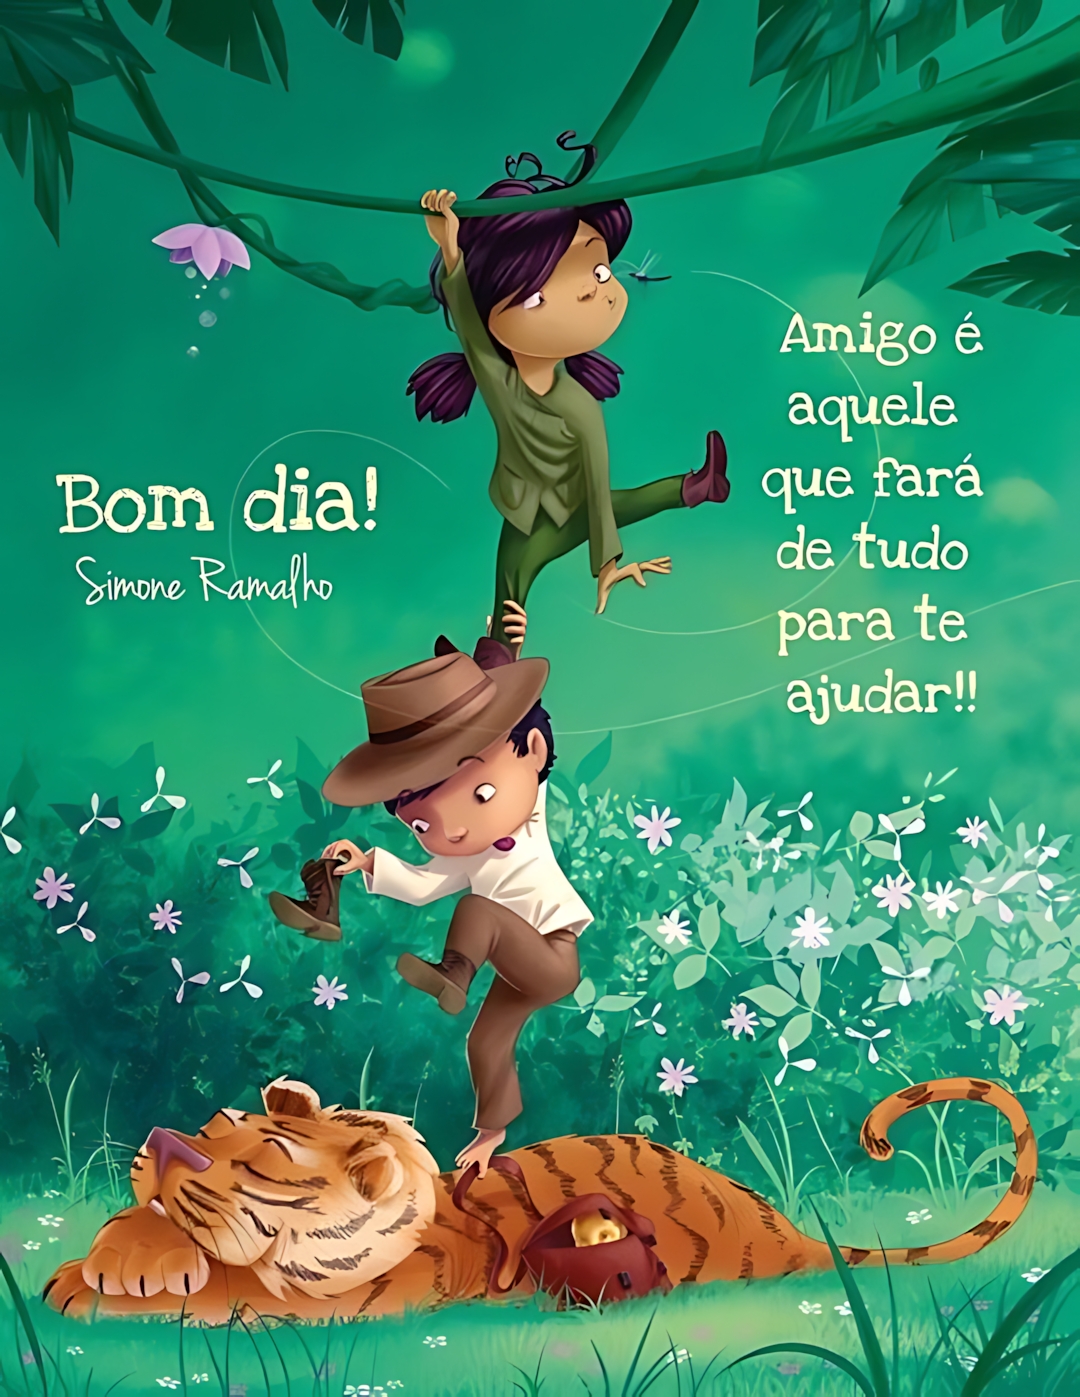 Bom dia!
Simone Ramalho
Amigo é
aquele
que fará
de tudo
para te
ajudar!!